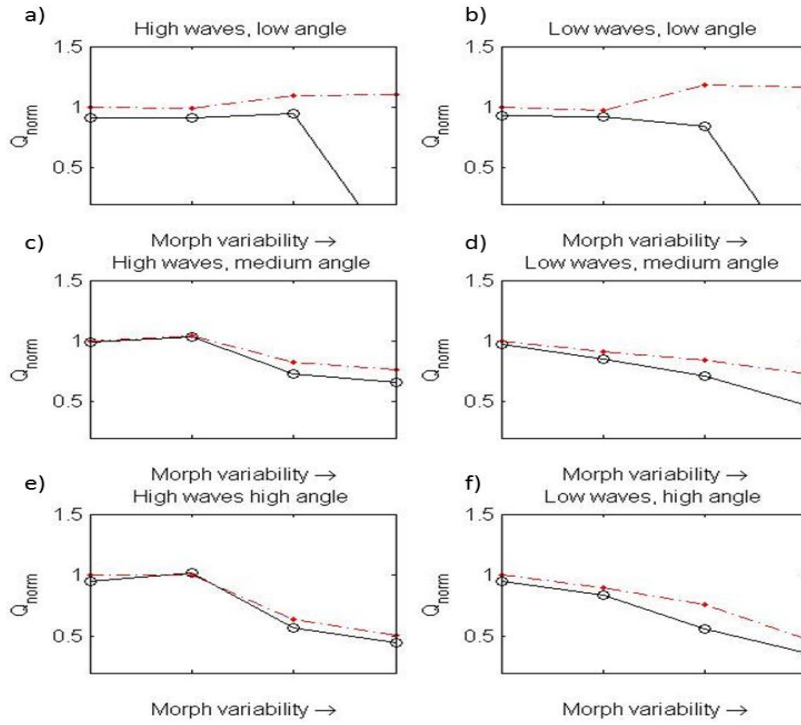 a)
High waves, low angle
1.5
1
0.5
Qnorm
Morph variability →
b)
Low waves, low angle
1.5
1
0.5
Qnorm
Morph variability →
c)
High waves, medium angle
1.5
1
0.5
Qnorm
Morph variability →
d)
Low waves, medium angle
1.5
1
0.5
Qnorm
Morph variability →
e)
High waves high angle
1.5
1
0.5
Qnorm
Morph variability →
f)
Low waves, high angle
1.5
1
0.5
Qnorm
Morph variability →